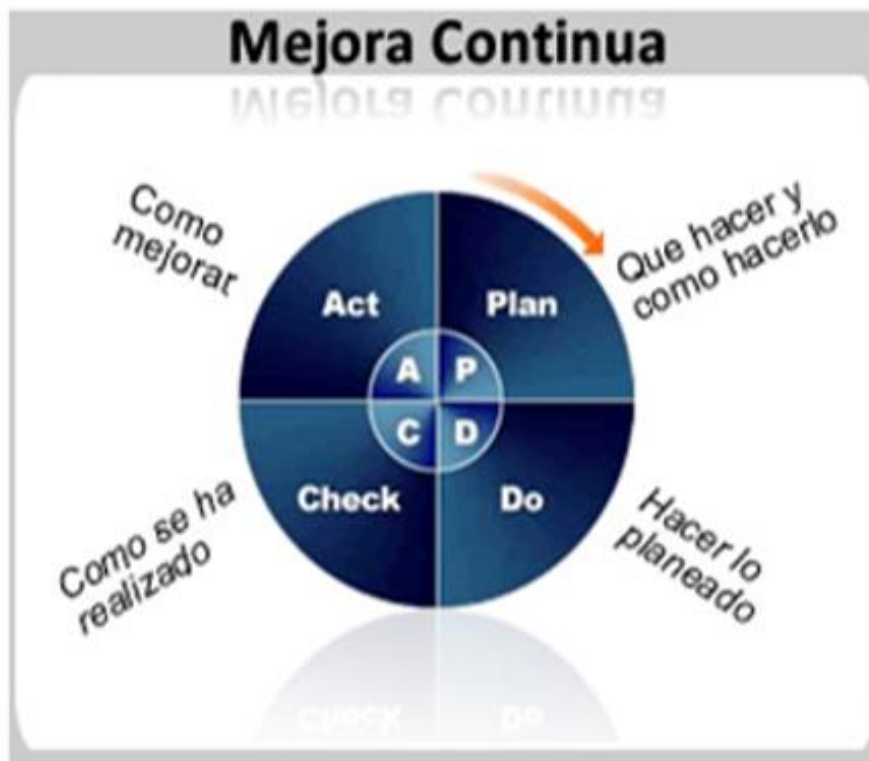 Mejora Continua
Como
mejorar
Que hacer y
como hacerlo
Act
Plan
A
P
C
D
Check
Do
Como se ha
realizado
Hacer lo
planeado